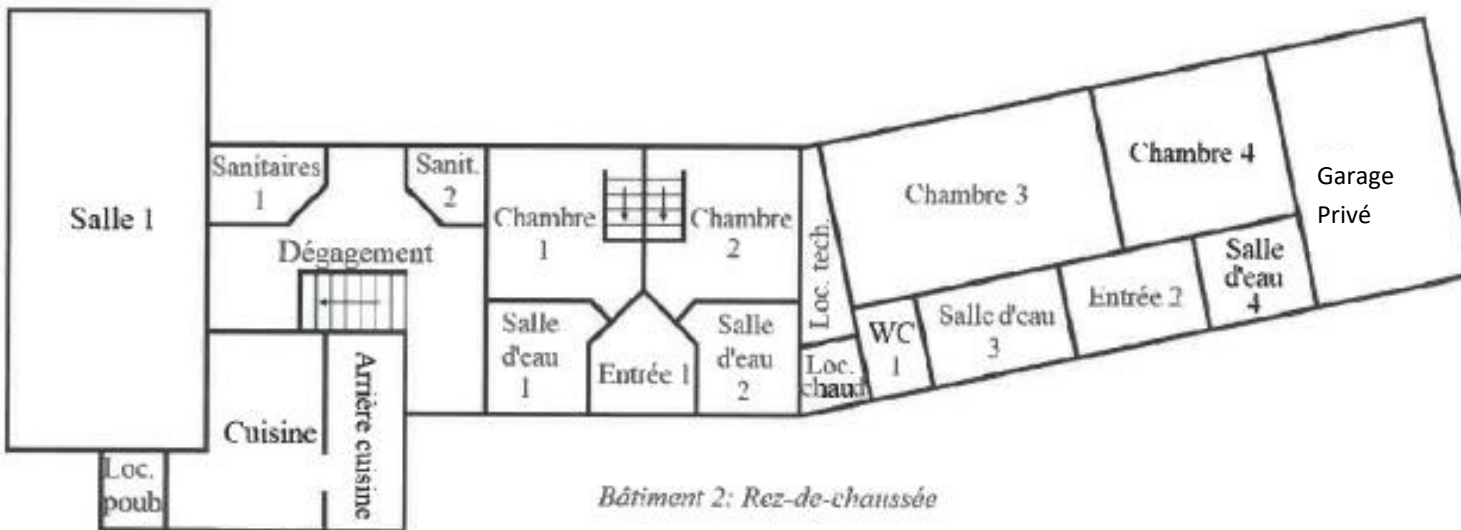 Salle 1
Sanitaires
1
Sanit.
2
Dégagement
Chambre
1
Chambre
2
Salle
d'eau
1
Entrée 1
Salle
d'eau
2
Loc. tech.
Loc.
chaud
WC
1
Chambre 3
Salle d'eau
3
Chambre 4
Entrée 2
Salle
d'eau
4
Garage
Privé
Cuisine
Arrière cuisine
Loc.
poub
Bâtiment 2: Rez-de-chaussée